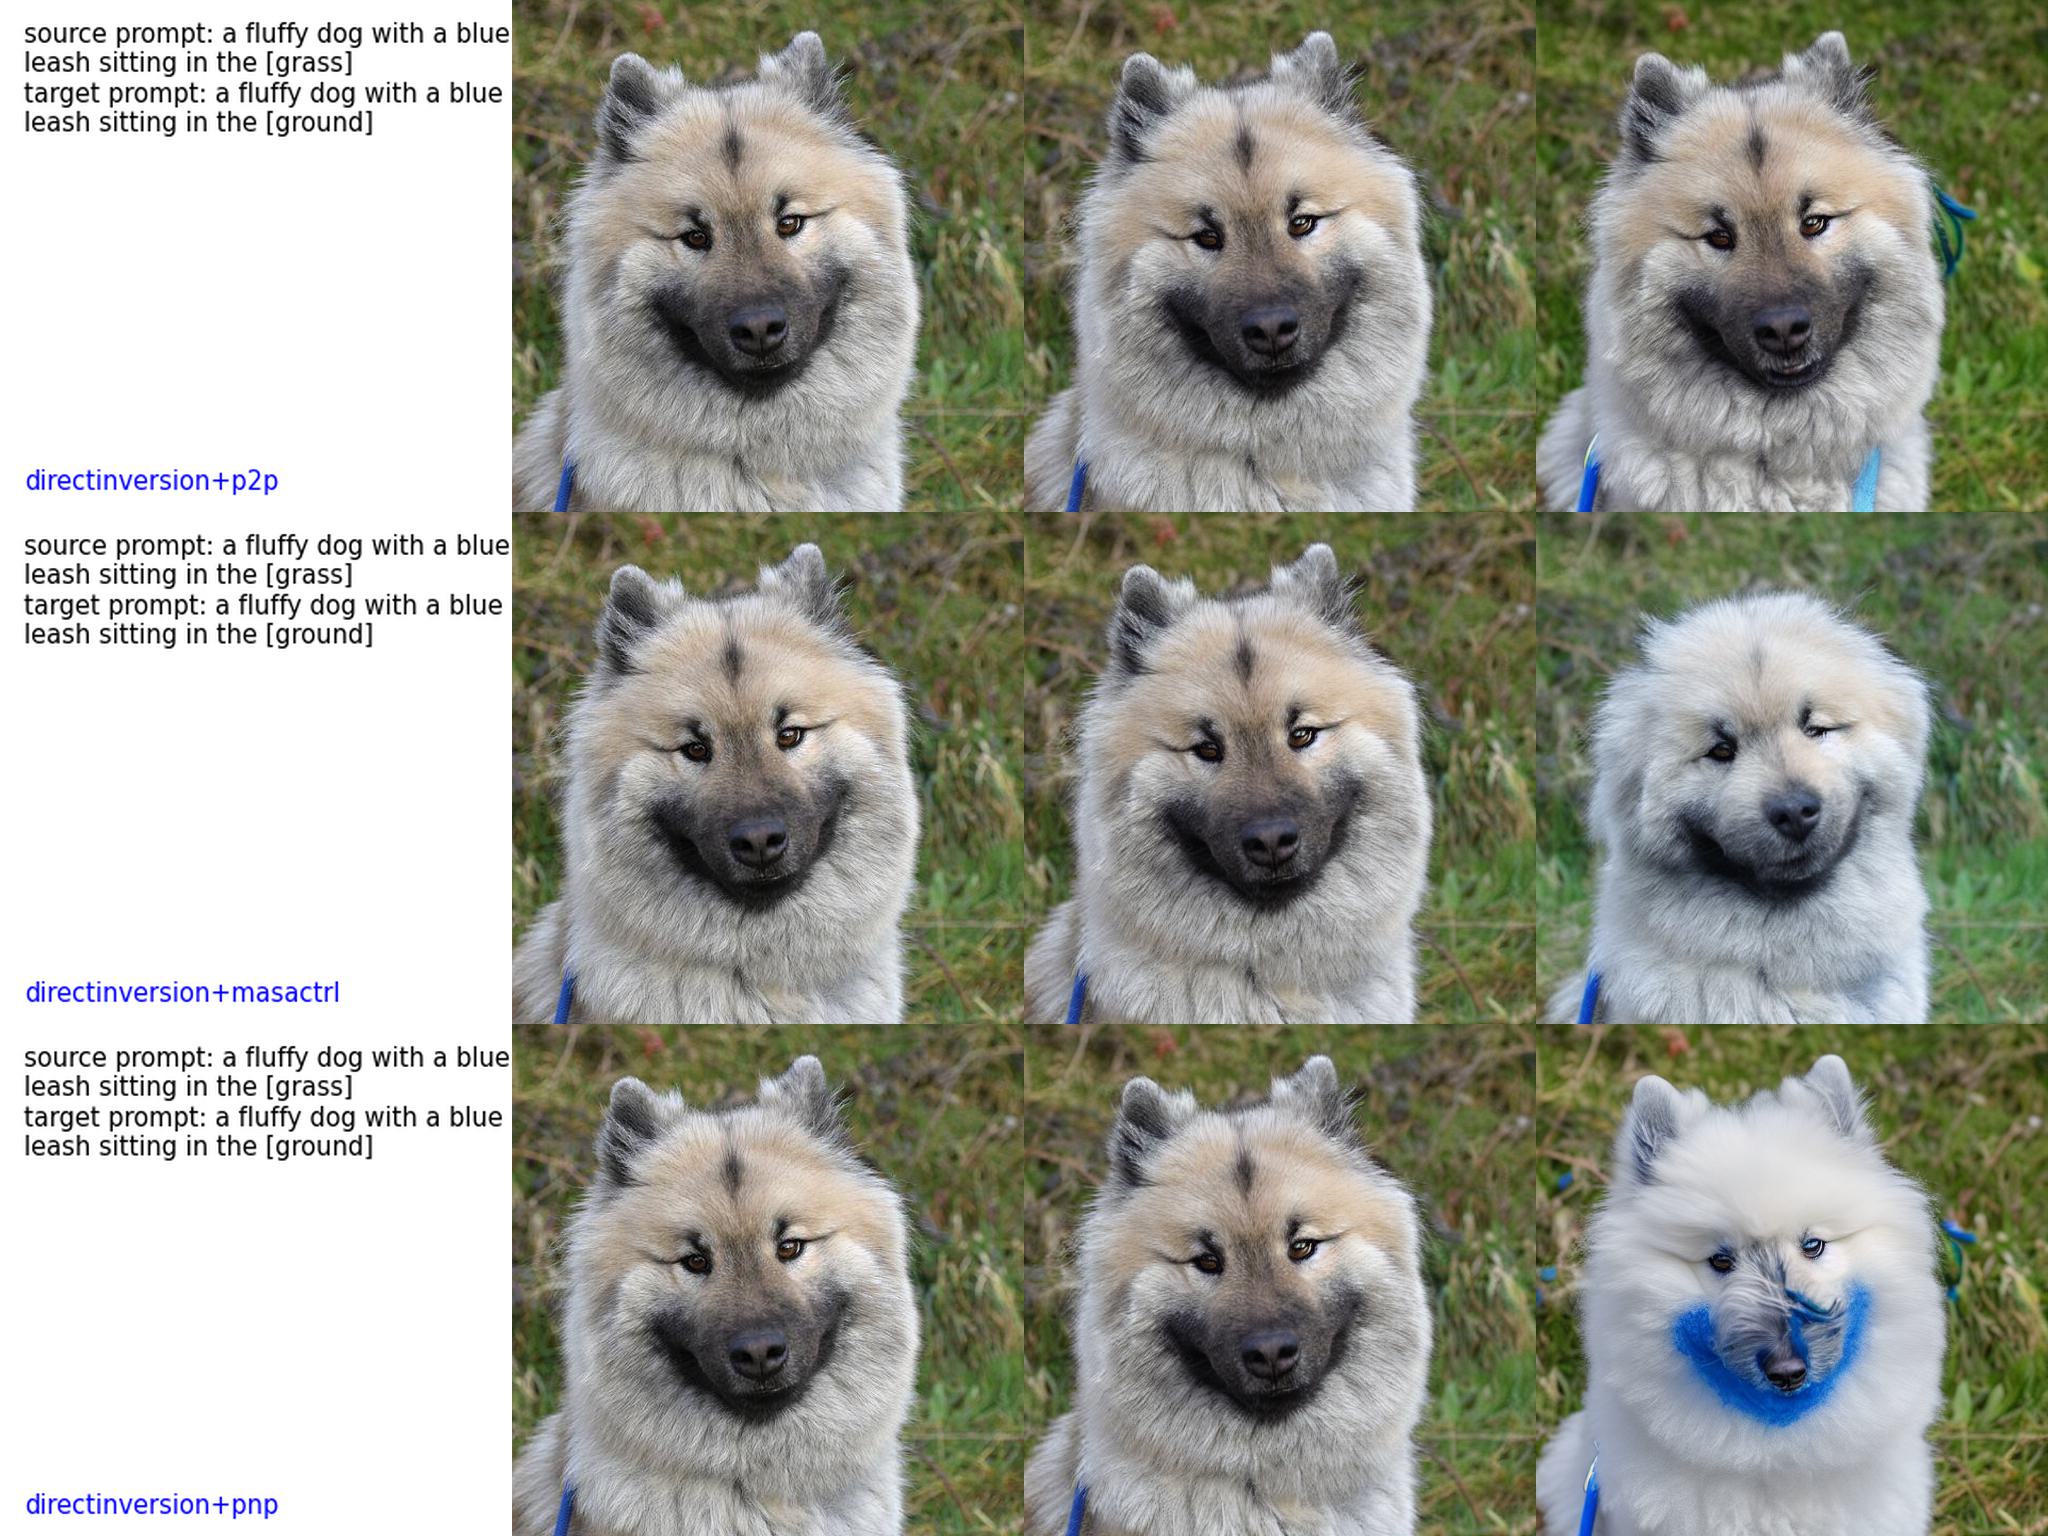 source prompt: a fluffy dog with a blue
leash sitting in the [grass]
target prompt: a fluffy dog with a blue
leash sitting in the [ground]
directinversion+p2p
source prompt: a fluffy dog with a blue
leash sitting in the [grass]
target prompt: a fluffy dog with a blue
leash sitting in the [ground]
directinversion+masactrl
source prompt: a fluffy dog with a blue
leash sitting in the [grass]
target prompt: a fluffy dog with a blue
leash sitting in the [ground]
directinversion+pnp